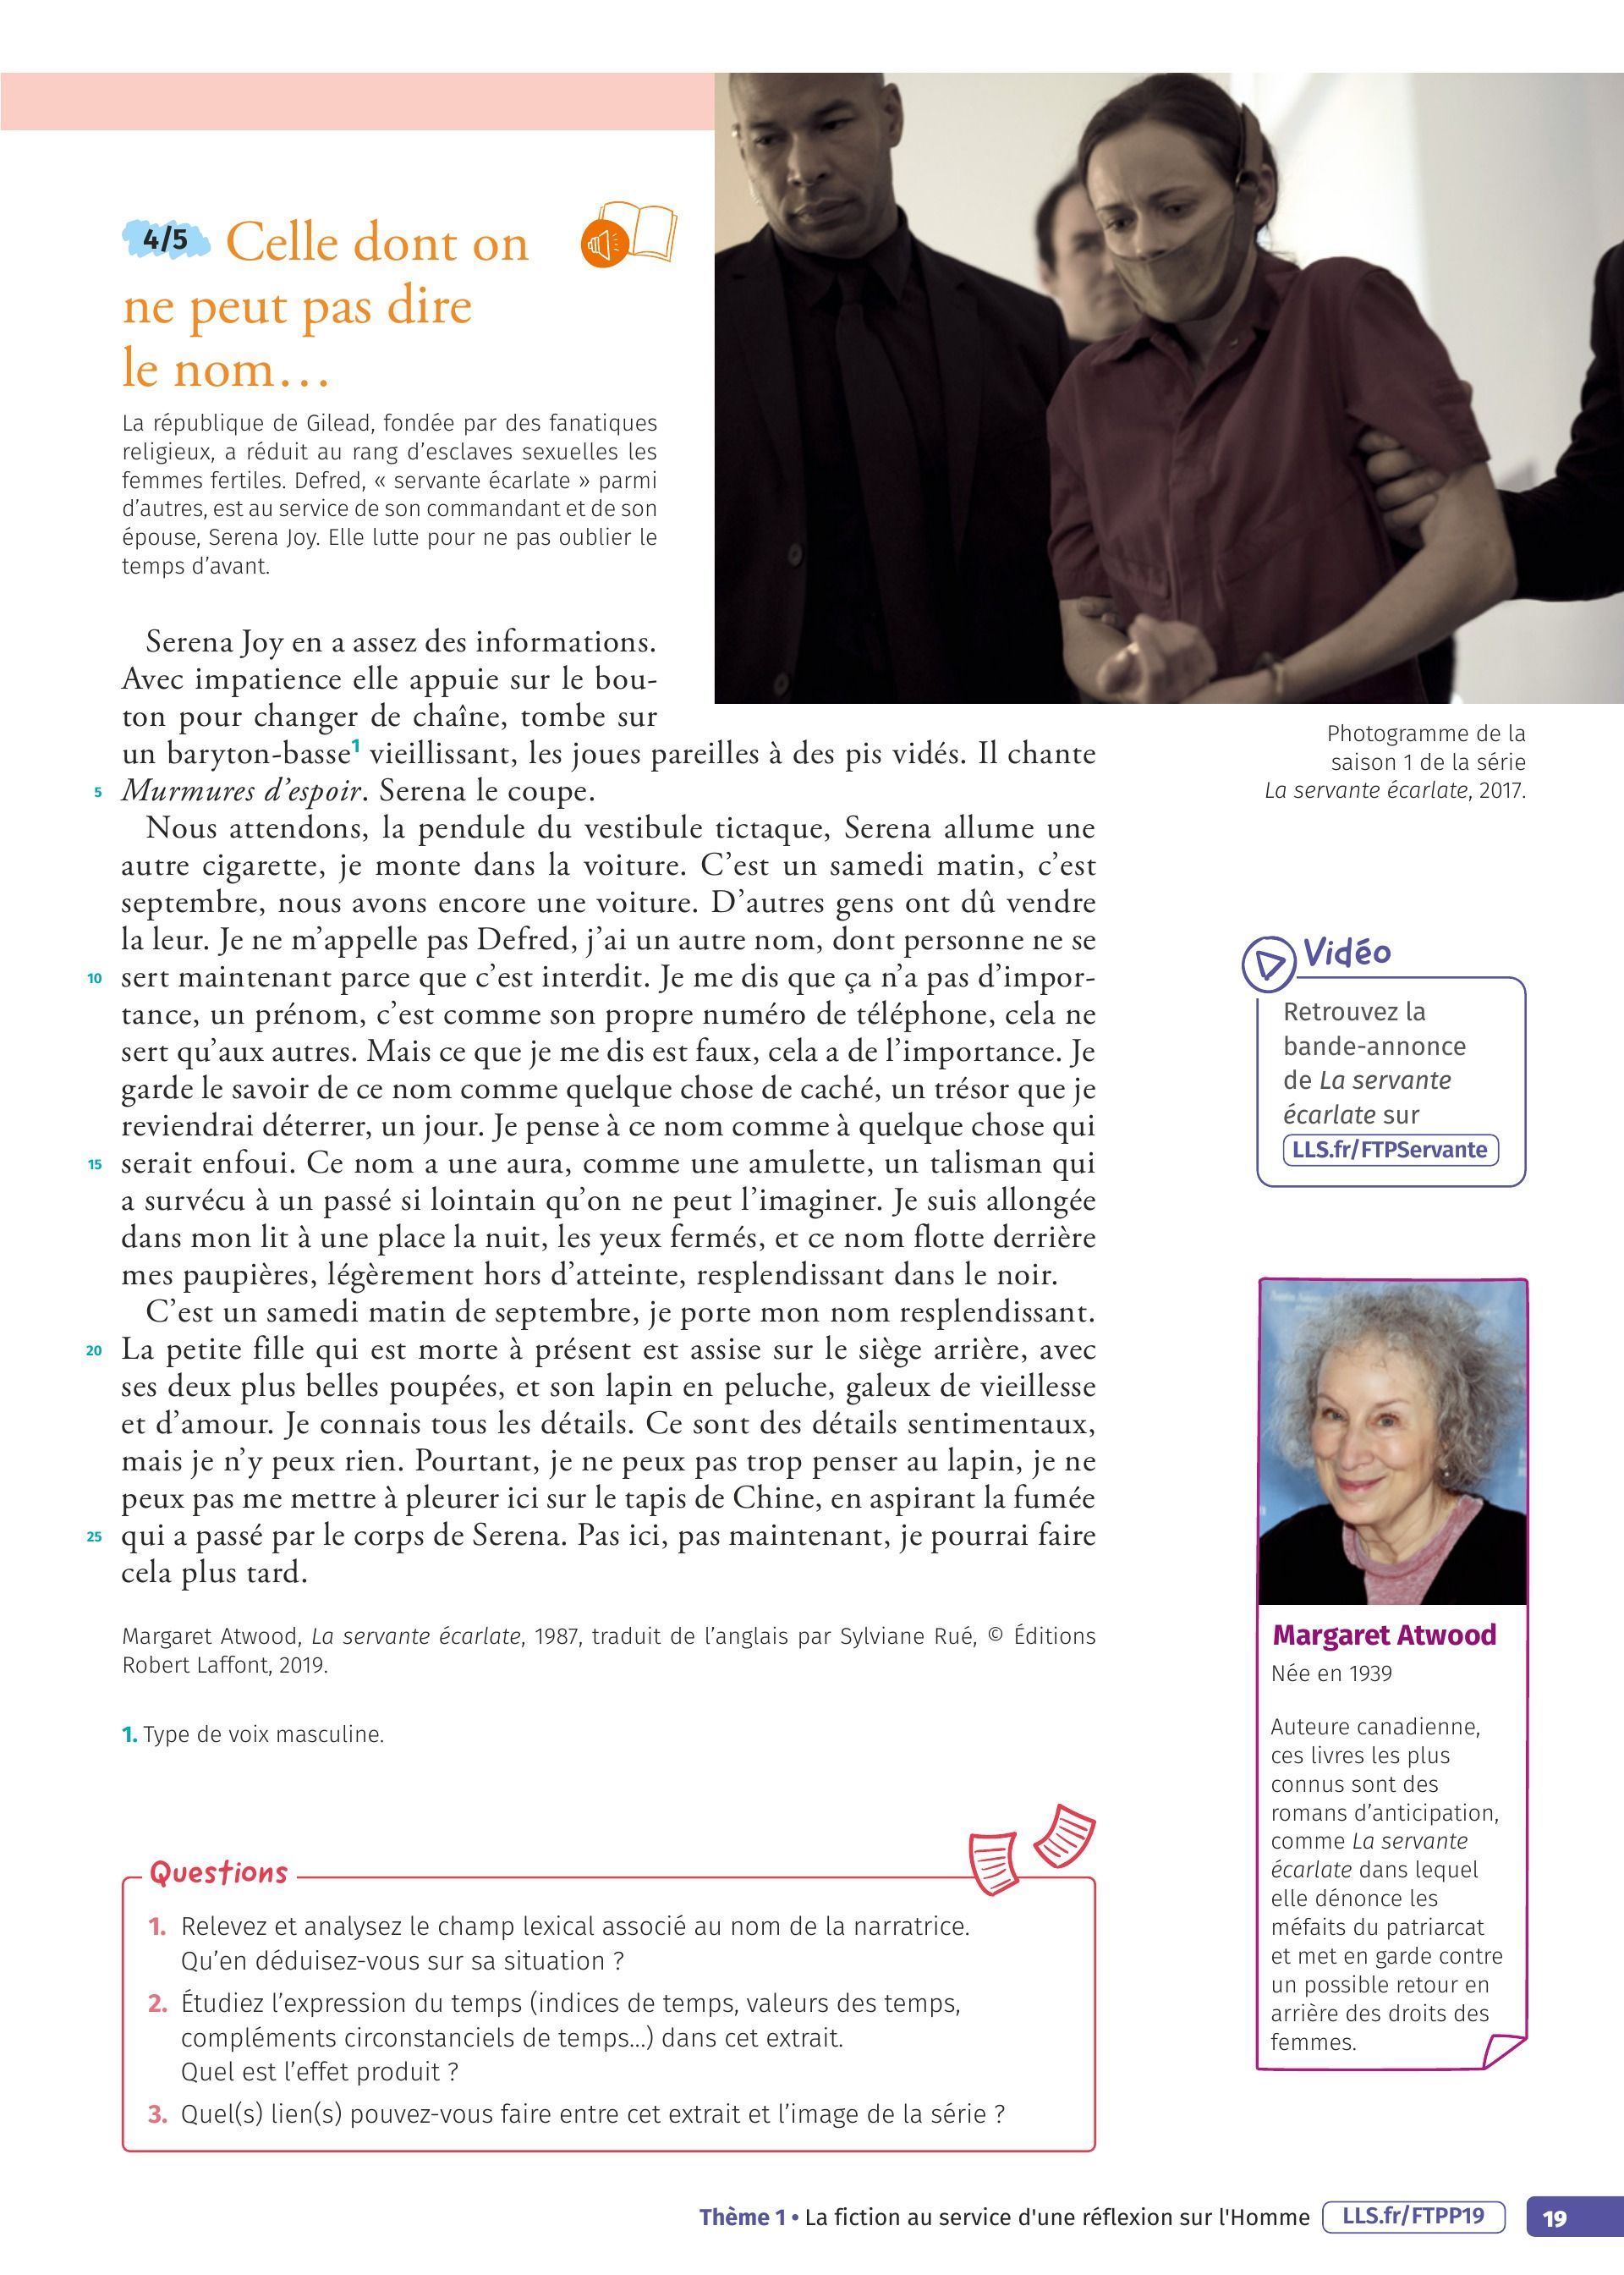 4/5 Celle dont on
ne peut pas dire
le nom…
La république de Gilead, fondée par des fanatiques
religieux, a réduit au rang d’esclaves sexuelles les
femmes fertiles. Defred, « servante écarlate » parmi
d’autres, est au service de son commandant et de son
épouse, Serena Joy. Elle lutte pour ne pas oublier le
temps d’avant.
Serena Joy en a assez des informations.
Avec impatience elle appuie sur le bou-
ton pour changer de chaîne, tombe sur
un baryton-basse1 vieillissant, les joues pareilles à des pis vidés. Il chante
5 Murmures d’espoir. Serena le coupe.
Nous attendons, la pendule du vestibule tictaque, Serena allume une
autre cigarette, je monte dans la voiture. C’est un samedi matin, c’est
septembre, nous avons encore une voiture. D’autres gens ont dû vendre
la leur. Je ne m’appelle pas Defred, j’ai un autre nom, dont personne ne se
10 sert maintenant parce que c’est interdit. Je me dis que ça n’a pas d’impor-
tance, un prénom, c’est comme son propre numéro de téléphone, cela ne
sert qu’aux autres. Mais ce que je me dis est faux, cela a de l’importance. Je
garde le savoir de ce nom comme quelque chose de caché, un trésor que je
reviendrai déterrer, un jour. Je pense à ce nom comme à quelque chose qui
15 serait enfoui. Ce nom a une aura, comme une amulette, un talisman qui
a survécu à un passé si lointain qu’on ne peut l’imaginer. Je suis allongée
dans mon lit à une place la nuit, les yeux fermés, et ce nom flotte derrière
mes paupières, légèrement hors d’atteinte, resplendissant dans le noir.
C’est un samedi matin de septembre, je porte mon nom resplendissant.
20 La petite fille qui est morte à présent est assise sur le siège arrière, avec
ses deux plus belles poupées, et son lapin en peluche, galeux de vieillesse
et d’amour. Je connais tous les détails. Ce sont des détails sentimentaux,
mais je n’y peux rien. Pourtant, je ne peux pas trop penser au lapin, je ne
peux pas me mettre à pleurer ici sur le tapis de Chine, en aspirant la fumée
25 qui a passé par le corps de Serena. Pas ici, pas maintenant, je pourrai faire
cela plus tard.
Margaret Atwood, La servante écarlate, 1987, traduit de l’anglais par Sylviane Rué, © Éditions
Robert Laffont, 2019.
1. Type de voix masculine.
Questions
1. Relevez et analysez le champ lexical associé au nom de la narratrice.
Qu’en déduisez-vous sur sa situation ?
2. Étudiez l’expression du temps (indices de temps, valeurs des temps,
compléments circonstanciels de temps…) dans cet extrait.
Quel est l’effet produit ?
3. Quel(s) lien(s) pouvez-vous faire entre cet extrait et l’image de la série ?
Photogramme de la
saison 1 de la série
La servante écarlate, 2017.
Vidéo
Retrouvez la
bande-annonce
de La servante
écarlate sur
LLS.fr/FTPServante
Margaret Atwood
Née en 1939
Auteure canadienne,
ces livres les plus
connus sont des
romans d’anticipation,
comme La servante
écarlate dans lequel
elle dénonce les
méfaits du patriarcat
et met en garde contre
un possible retour en
arrière des droits des
femmes.
Thème 1 • La fiction au service d'une réflexion sur l'Homme LLS.fr/FTPP19 19